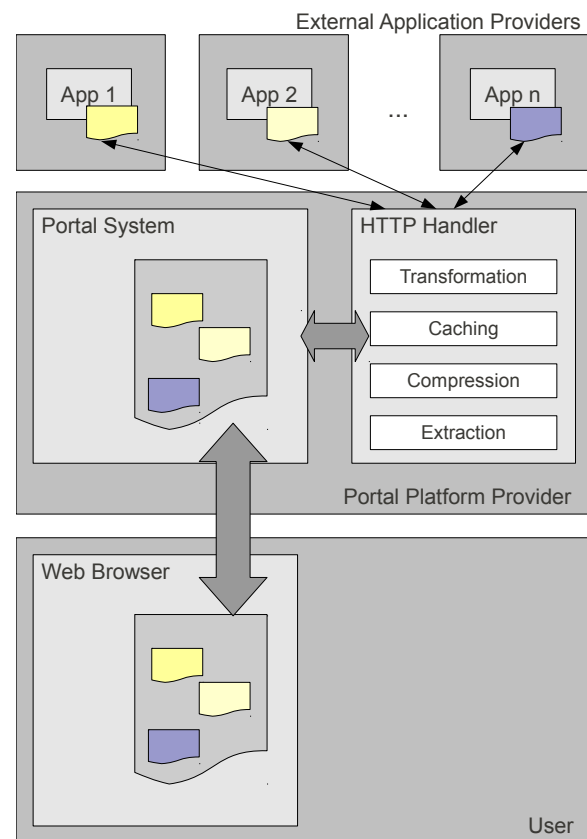 External Application Providers
App 1
App 2
...
App n
Portal System
HTTP Handler
Transformation
Caching
Compression
Extraction
Portal Platform Provider
Web Browser
User